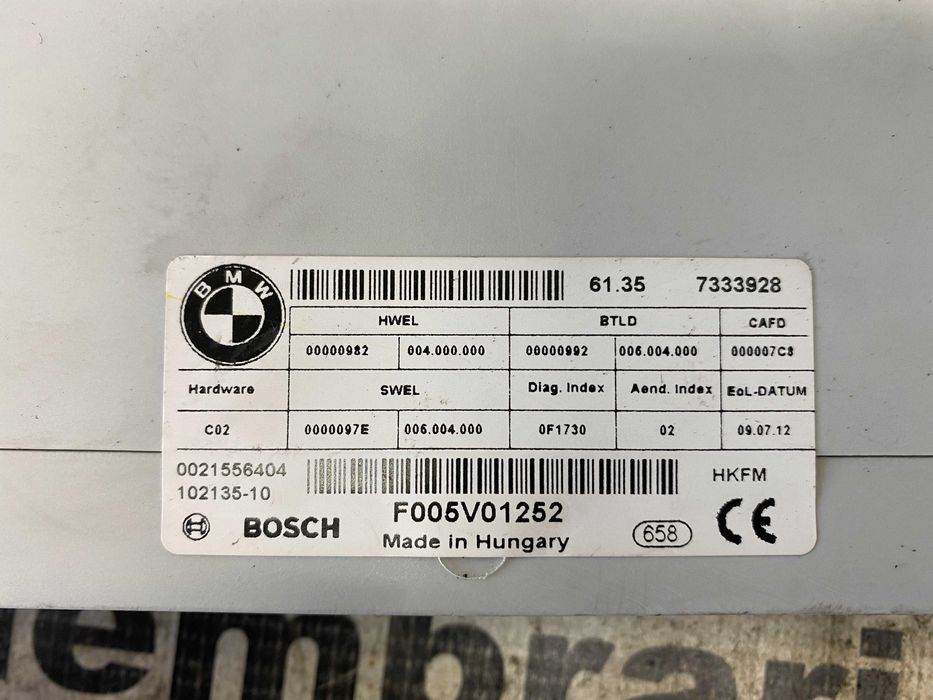 BMW
61.35 7333928
HWEL BTLD CAFD
00000982 004.000.000 00000992 006.004.000 000007C8
Hardware SWEL Diag. Index Aend. Index EoL-DATUM
C02 0000097E 006.004.000 0F1730 02 09.07.12
0021556404 HKFM
102135-10
BOSCH F005V01252 658 CE
Made in Hungary
membrari